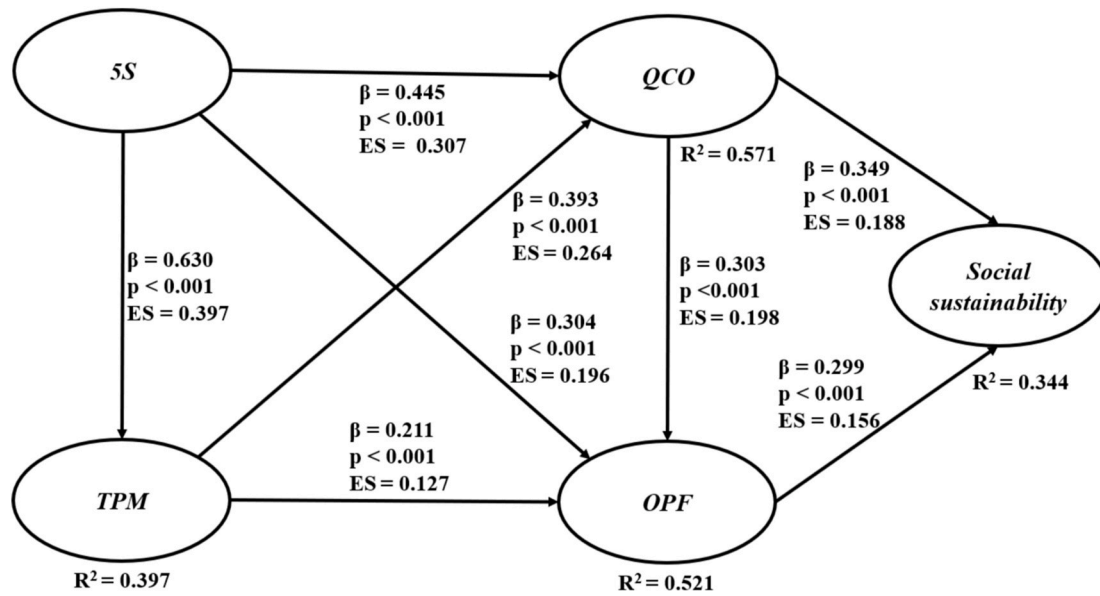 5S
QCO
β = 0.445
p < 0.001
ES =  0.307
R² = 0.571
β = 0.349
p < 0.001
ES = 0.188
β = 0.393
p < 0.001
ES = 0.264
β = 0.630
p < 0.001
ES = 0.397
β = 0.303
p <0.001
ES = 0.198
Social
sustainability
R² = 0.344
β = 0.304
p < 0.001
ES = 0.196
β = 0.299
p < 0.001
ES = 0.156
β = 0.211
p < 0.001
ES = 0.127
TPM
OPF
R² = 0.397
R² = 0.521